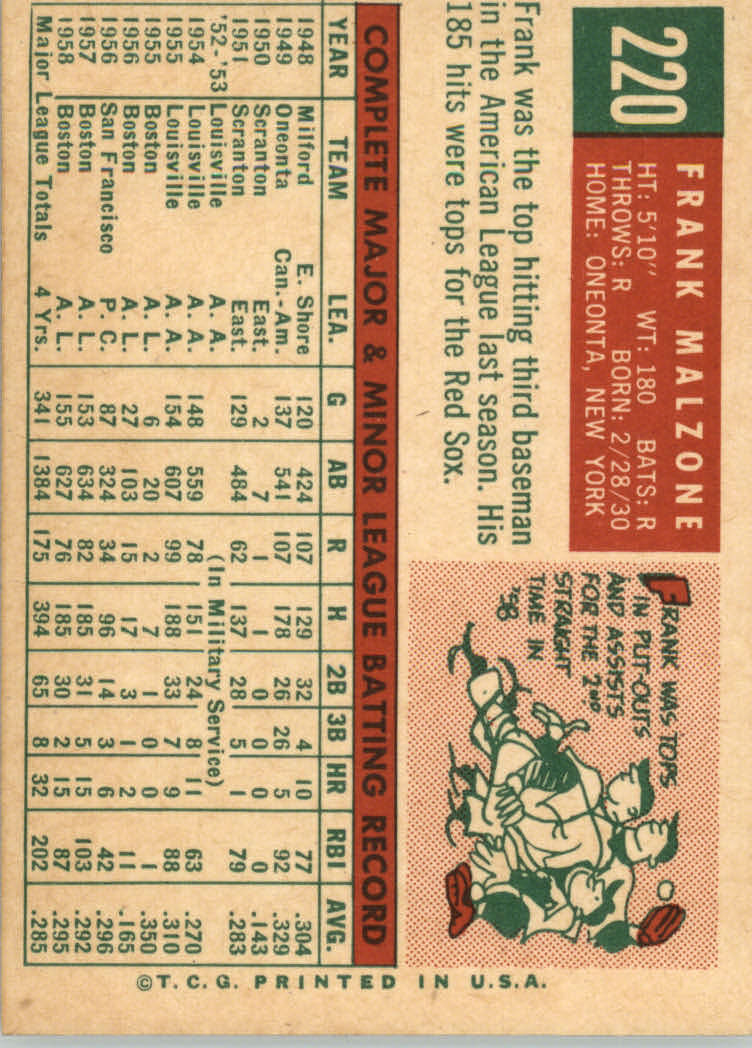 220
FRANK MALZONE
HT: 5'10" WT: 180 BATS: R
THROWS: R BORN: 2/28/30
HOME: ONEONTA, NEW YORK
Frank was the top hitting third baseman
in the American League last season. His
185 hits were tops for the Red Sox.
FRANK WAS TOPS
IN PUT-OUTS
AND ASSISTS
FOR THE 2ND
STRAIGHT
TIME IN
'58
COMPLETE MAJOR & MINOR LEAGUE BATTING RECORD
YEAR TEAM LEA. G AB R H 2B 3B HR RBI AVG.
1948 Milford E. Shore 120 424 107 129 32 4 10 77 .304
1949 Oneonta Can.-Am. 137 541 107 178 26 26 5 92 .329
1950 Scranton East. 2 7 1 1 0 0 0 0 .143
1951 Scranton East. 129 484 62 137 28 5 1 79 .283
'52-'53 Louisville A. A. (In Military Service)
1954 Louisville A. A. 148 559 78 151 24 8 11 63 .270
1955 Louisville A. A. 154 607 99 188 33 7 9 88 .310
1955 Boston A. L. 6 20 2 7 1 0 0 1 .350
1956 Boston A. L. 27 103 15 17 3 1 2 11 .165
1956 San Francisco P. C. 87 324 34 96 14 3 6 42 .296
1957 Boston A. L. 153 634 82 185 31 5 15 103 .292
1958 Boston A. L. 155 627 76 185 30 2 15 87 .295
Major League Totals 4 Yrs. 341 1384 175 394 65 8 32 202 .285
©T.C.G. PRINTED IN U.S.A.